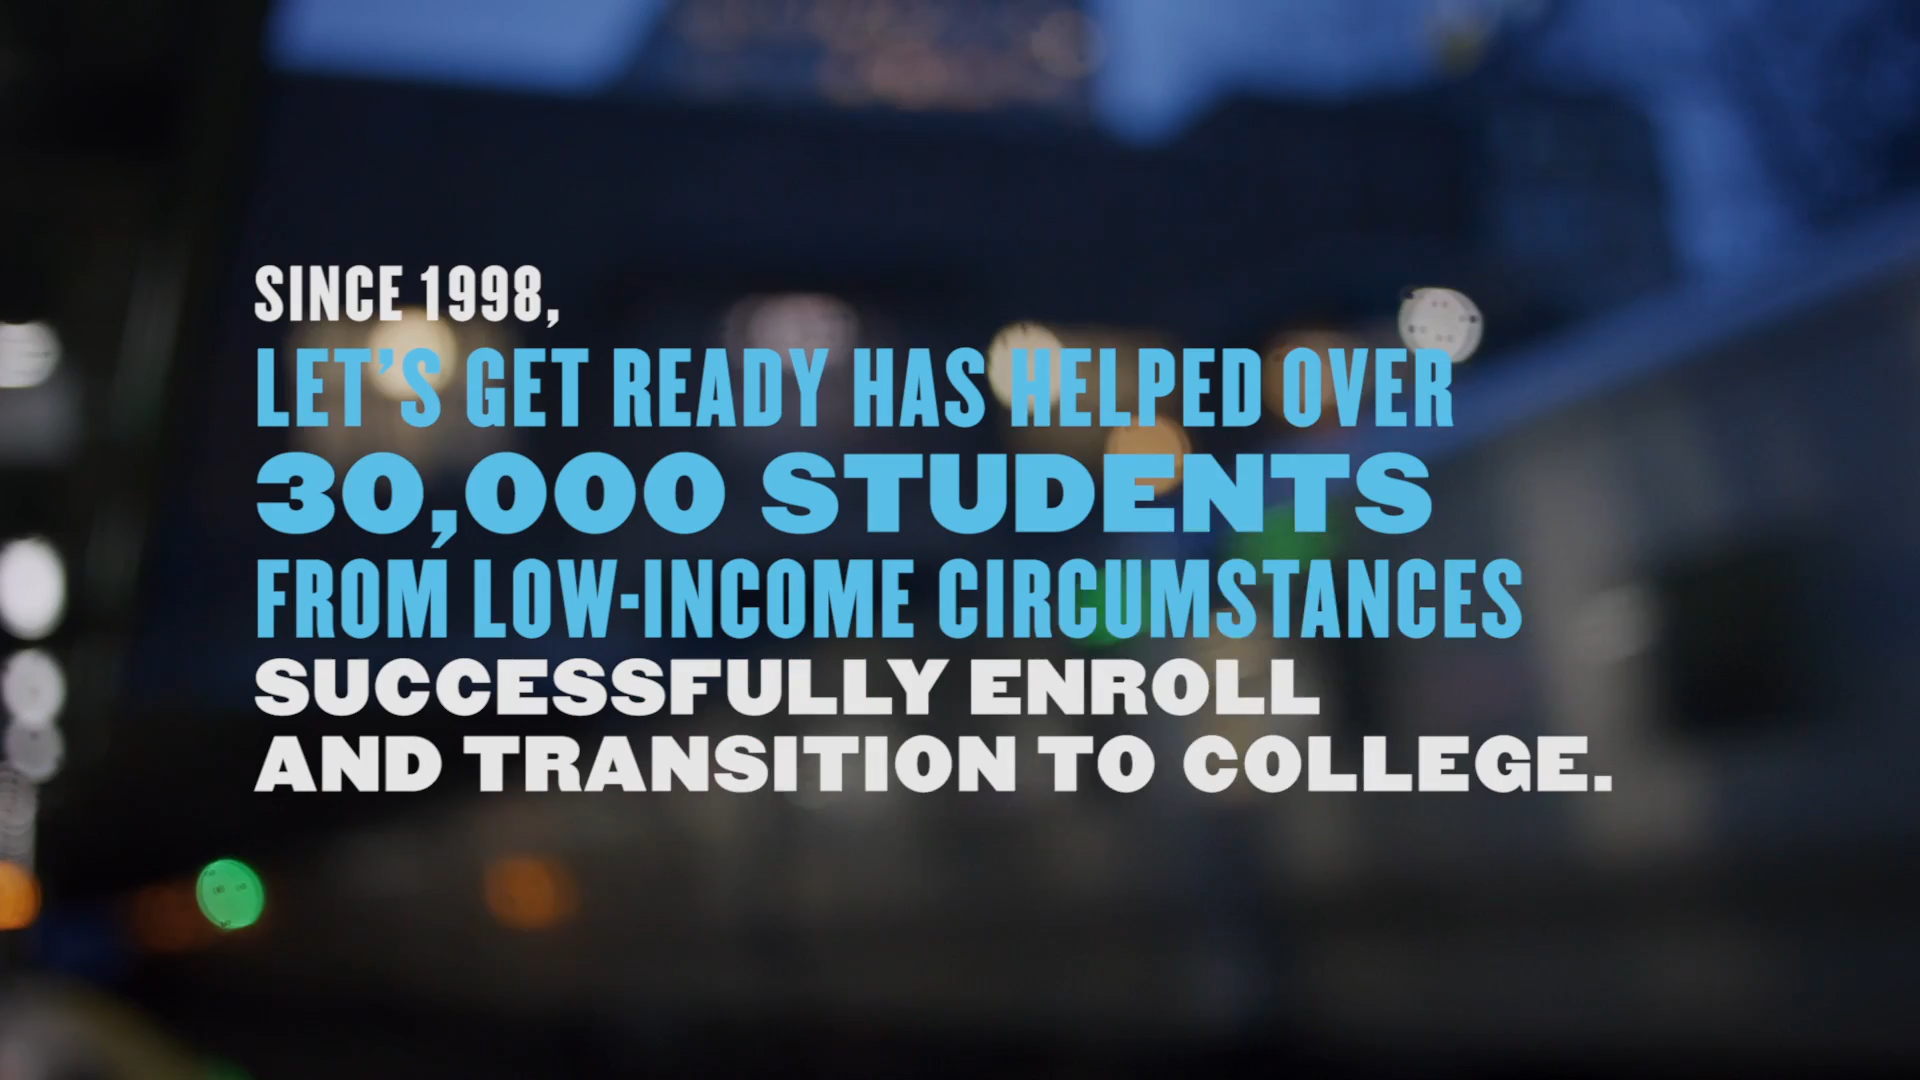 SINCE 1998,
LET'S GET READY HAS HELPED OVER
30,000 STUDENTS
FROM LOW-INCOME CIRCUMSTANCES
SUCCESSFULLY ENROLL
AND TRANSITION TO COLLEGE.